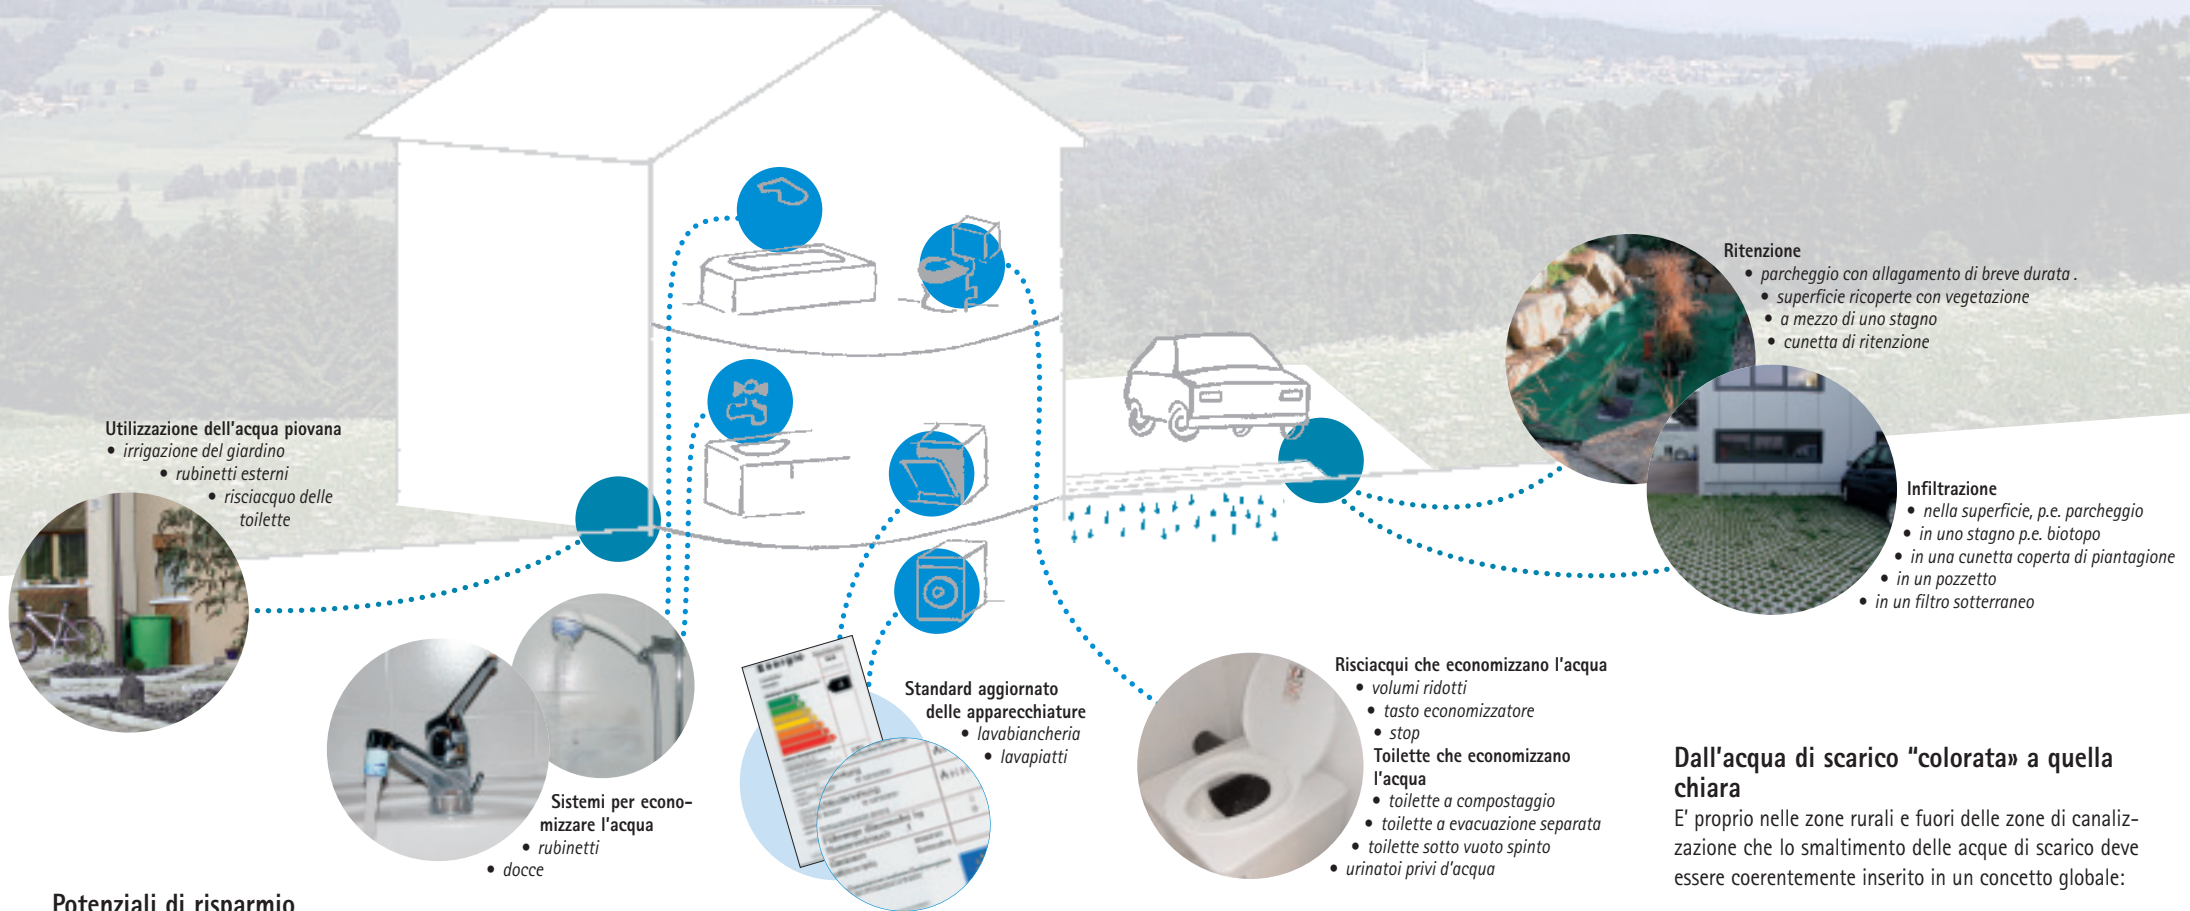 Ritenzione
• parcheggio con allagamento di breve durata .
• superficie ricoperte con vegetazione
• a mezzo di uno stagno
• cunetta di ritenzione
Utilizzazione dell'acqua piovana
• irrigazione del giardino
• rubinetti esterni
• risciacquo delle
toilette
Infiltrazione
• nella superficie, p.e. parcheggio
• in uno stagno p.e. biotopo
• in una cunetta coperta di piantagione
• in un pozzetto
• in un filtro sotterraneo
Sistemi per econo-
mizzare l'acqua
• rubinetti
• docce
Energie
Standard aggiornato
delle apparecchiature
• lavabiancheria
• lavapiatti
Risciacqui che economizzano l'acqua
• volumi ridotti
• tasto economizzatore
• stop
Toilette che economizzano
l'acqua
• toilette a compostaggio
• toilette a evacuazione separata
• toilette sotto vuoto spinto
• urinatoi privi d'acqua
Dall'acqua di scarico "colorata» a quella
chiara
E' proprio nelle zone rurali e fuori delle zone di canaliz-
zazione che lo smaltimento delle acque di scarico deve
essere coerentemente inserito in un concetto globale:
Potenziali di risparmio